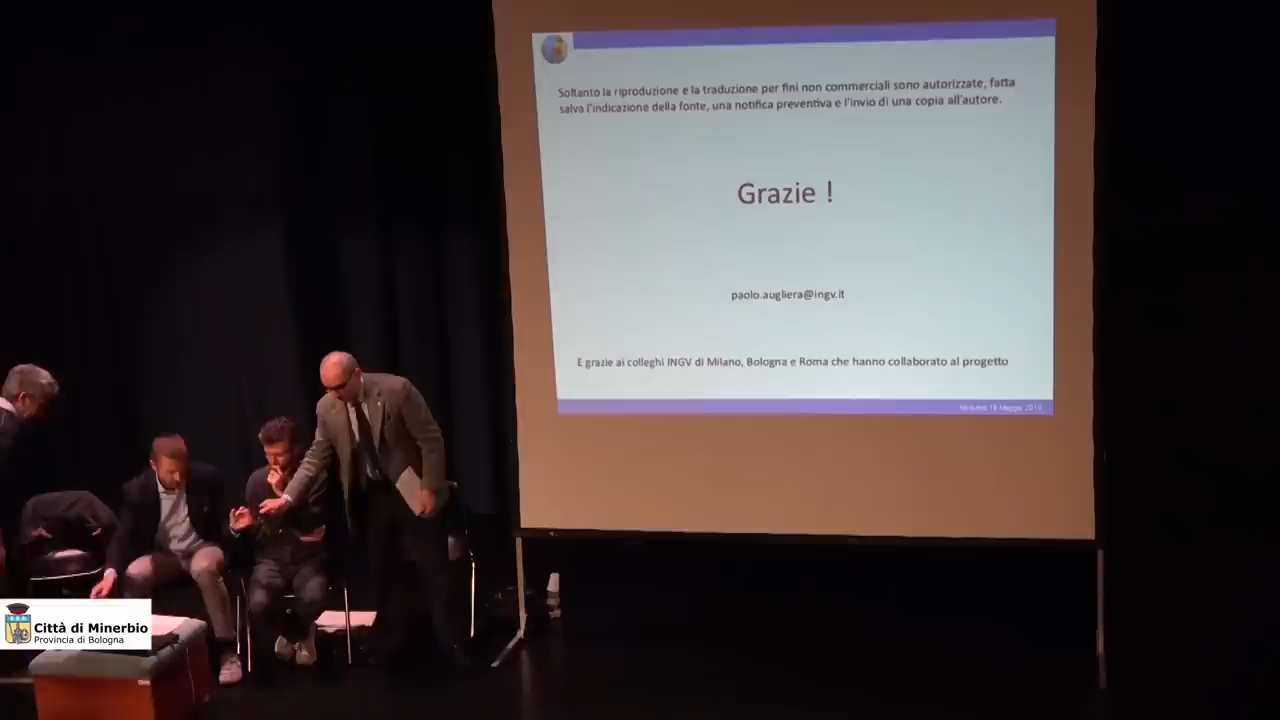 Soltanto la riproduzione e la traduzione per fini non commerciali sono autorizzate, fatta
salva l'indicazione della fonte, una notifica preventiva e l'invio di una copia all'autore.
Grazie !
paolo.augliera@ingv.it
E grazie ai colleghi INGV di Milano, Bologna e Roma che hanno collaborato al progetto
Maggio
Città di Minerbio
Provincia di Bologna